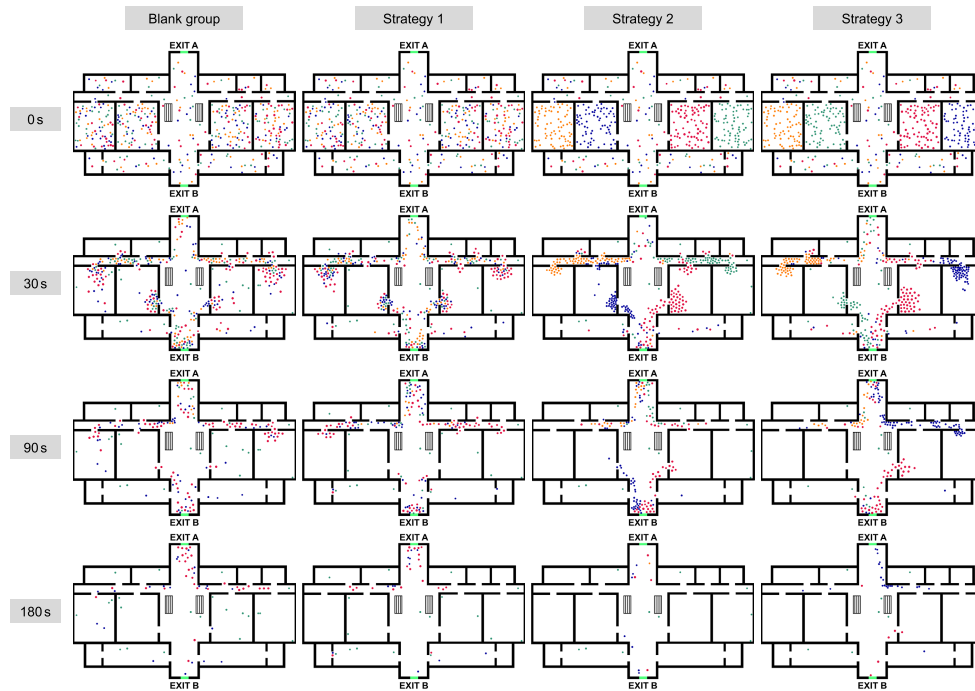 Blank group
Strategy 1
Strategy 2
Strategy 3
EXIT A EXIT A EXIT A EXIT A
0 s
EXIT B EXIT B EXIT B EXIT B
EXIT A EXIT A EXIT A EXIT A
30 s
EXIT B EXIT B EXIT B EXIT B
EXIT A EXIT A EXIT A EXIT A
90 s
EXIT B EXIT B EXIT B EXIT B
EXIT A EXIT A EXIT A EXIT A
180 s
EXIT B EXIT B EXIT B EXIT B